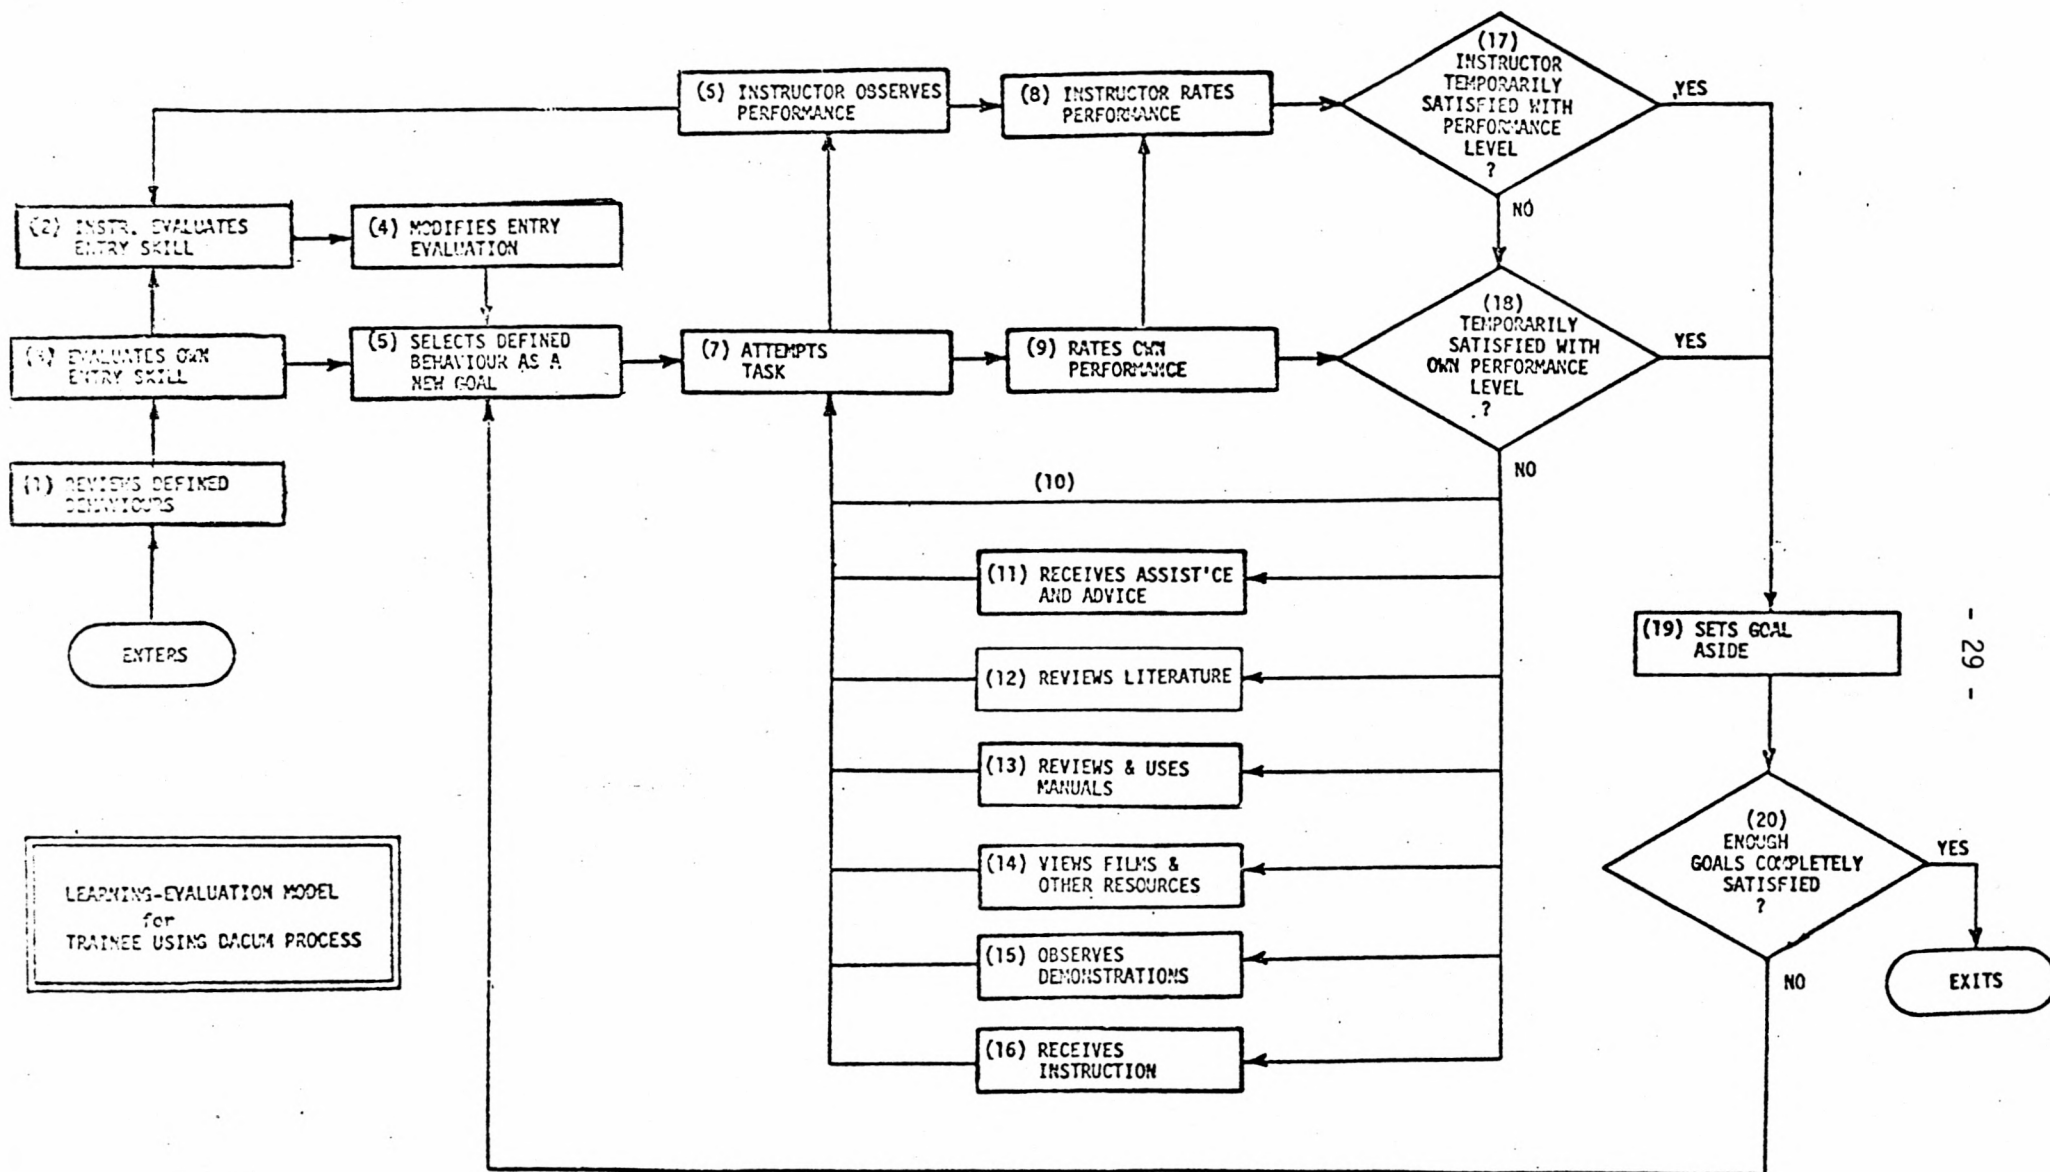 (17)
INSTRUCTOR
TEMPORARILY
SATISFIED WITH
PERFORMANCE
LEVEL
?
YES
NO
(5) INSTRUCTOR OBSERVES
PERFORMANCE
(8) INSTRUCTOR RATES
PERFORMANCE
(2) INSTR. EVALUATES
ENTRY SKILL
(4) MODIFIES ENTRY
EVALUATION
EVALUATES OWN
ENTRY SKILL
(5) SELECTS DEFINED
BEHAVIOUR AS A
NEW GOAL
(7) ATTEMPTS
TASK
(9) RATES OWN
PERFORMANCE
(18)
TEMPORARILY
SATISFIED WITH
OWN PERFORMANCE
LEVEL
?
YES
NO
(1) REVIEWS DEFINED
BEHAVIOURS
ENTERS
(10)
(11) RECEIVES ASSIST'CE
AND ADVICE
(12) REVIEWS LITERATURE
(13) REVIEWS & USES
MANUALS
(14) VIEWS FILMS &
OTHER RESOURCES
(15) OBSERVES
DEMONSTRATIONS
(16) RECEIVES
INSTRUCTION
(19) SETS GOAL
ASIDE
(20)
ENOUGH
GOALS COMPLETELY
SATISFIED
?
YES
NO
EXITS
LEARNING-EVALUATION MODEL
for
TRAINEE USING DACUM PROCESS
- 29 -